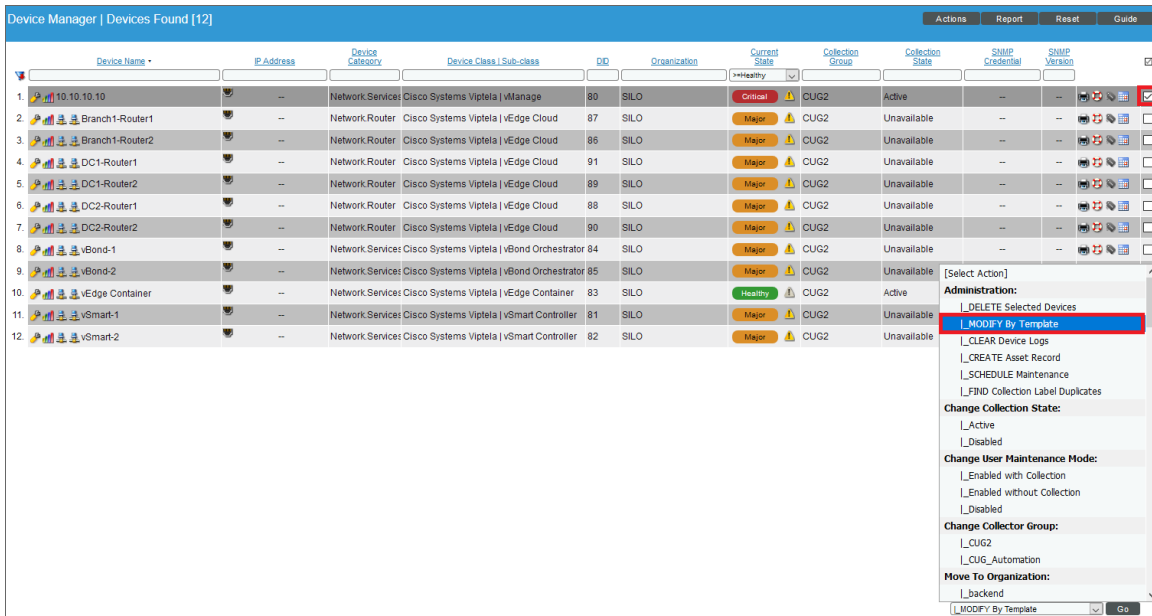 Device Manager | Devices Found [12]
Actions Report Reset Guide
Device Name IP Address Device Category Device Class | Sub-class DID Organization Current State Collection Group Collection State SNMP Credential SNMP Version
>=Healthy
1. 10.10.10.10 -- Network.Services Cisco Systems Viptela | vManage 80 SILO Critical CUG2 Active -- --
2. Branch1-Router1 -- Network.Router Cisco Systems Viptela | vEdge Cloud 87 SILO Major CUG2 Unavailable -- --
3. Branch1-Router2 -- Network.Router Cisco Systems Viptela | vEdge Cloud 86 SILO Major CUG2 Unavailable -- --
4. DC1-Router1 -- Network.Router Cisco Systems Viptela | vEdge Cloud 91 SILO Major CUG2 Unavailable -- --
5. DC1-Router2 -- Network.Router Cisco Systems Viptela | vEdge Cloud 89 SILO Major CUG2 Unavailable -- --
6. DC2-Router1 -- Network.Router Cisco Systems Viptela | vEdge Cloud 88 SILO Major CUG2 Unavailable -- --
7. DC2-Router2 -- Network.Router Cisco Systems Viptela | vEdge Cloud 90 SILO Major CUG2 Unavailable -- --
8. vBond-1 -- Network.Services Cisco Systems Viptela | vBond Orchestrator 84 SILO Major CUG2 Unavailable -- --
9. vBond-2 -- Network.Services Cisco Systems Viptela | vBond Orchestrator 85 SILO Major CUG2 Unavailable
10. vEdge Container -- Network.Services Cisco Systems Viptela | vEdge Container 83 SILO Healthy CUG2 Active
11. vSmart-1 -- Network.Services Cisco Systems Viptela | vSmart Controller 81 SILO Major CUG2 Unavailable
12. vSmart-2 -- Network.Services Cisco Systems Viptela | vSmart Controller 82 SILO Major CUG2 Unavailable
[Select Action]
Administration:
|_DELETE Selected Devices
|_MODIFY By Template
|_CLEAR Device Logs
|_CREATE Asset Record
|_SCHEDULE Maintenance
|_FIND Collection Label Duplicates
Change Collection State:
|_Active
|_Disabled
Change User Maintenance Mode:
|_Enabled with Collection
|_Enabled without Collection
|_Disabled
Change Collector Group:
|_CUG2
|_CUG_Automation
Move To Organization:
|_backend
|_MODIFY By Template Go